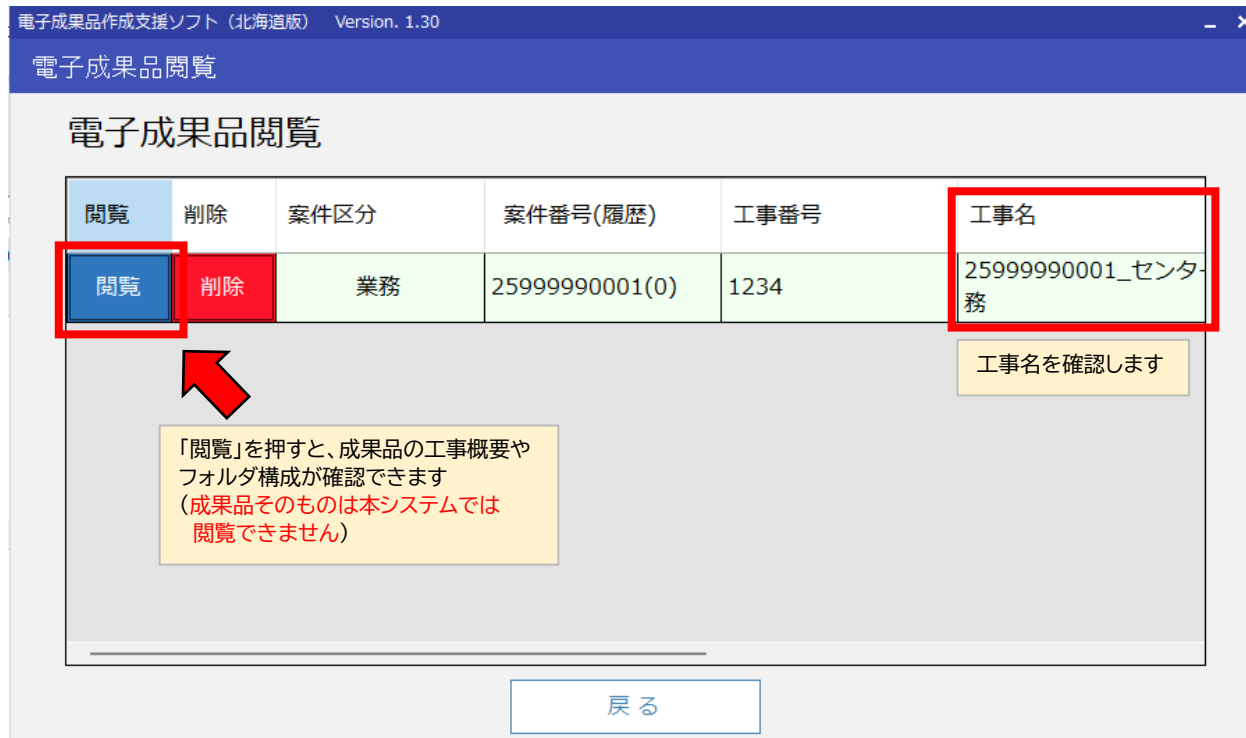 電子成果品作成支援ソフト（北海道版） Version. 1.30
電子成果品閲覧
電子成果品閲覧
閲覧 削除 案件区分 案件番号(履歴) 工事番号 工事名
閲覧 削除 業務 25999990001(0) 1234 25999990001_センター
務
工事名を確認します
「閲覧」を押すと、成果品の工事概要や
フォルダ構成が確認できます
（成果品そのものは本システムでは
閲覧できません）
戻る